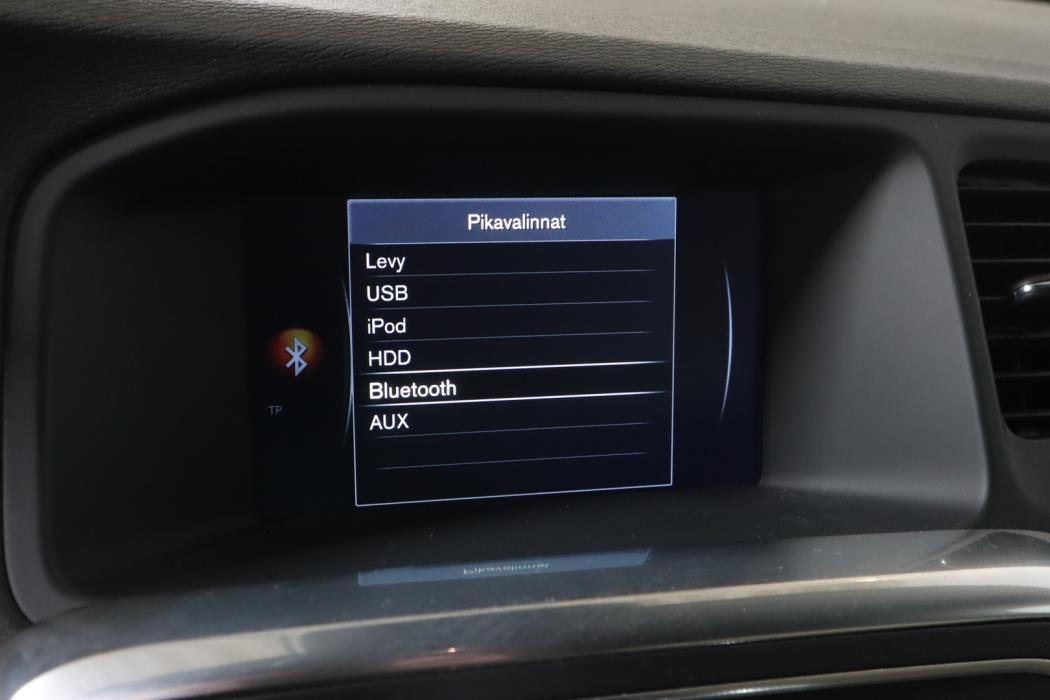 Pikavalinnat
Levy
USB
iPod
HDD
Bluetooth
TP
AUX